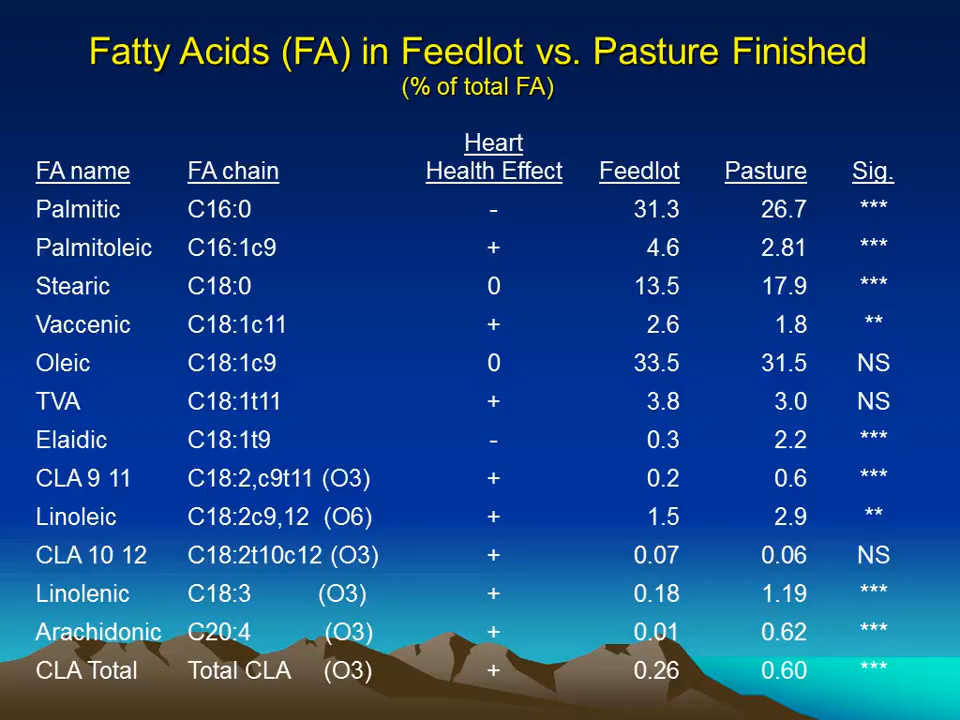 Fatty Acids (FA) in Feedlot vs. Pasture Finished
(% of total FA)
Heart
FA name FA chain Health Effect Feedlot Pasture Sig.
Palmitic C16:0 - 31.3 26.7 ***
Palmitoleic C16:1c9 + 4.6 2.81 ***
Stearic C18:0 0 13.5 17.9 ***
Vaccenic C18:1c11 + 2.6 1.8 **
Oleic C18:1c9 0 33.5 31.5 NS
TVA C18:1t11 + 3.8 3.0 NS
Elaidic C18:1t9 - 0.3 2.2 ***
CLA 9 11 C18:2,c9t11 (O3) + 0.2 0.6 ***
Linoleic C18:2c9,12 (O6) + 1.5 2.9 **
CLA 10 12 C18:2t10c12 (O3) + 0.07 0.06 NS
Linolenic C18:3 (O3) + 0.18 1.19 ***
Arachidonic C20:4 (O3) + 0.01 0.62 ***
CLA Total Total CLA (O3) + 0.26 0.60 ***